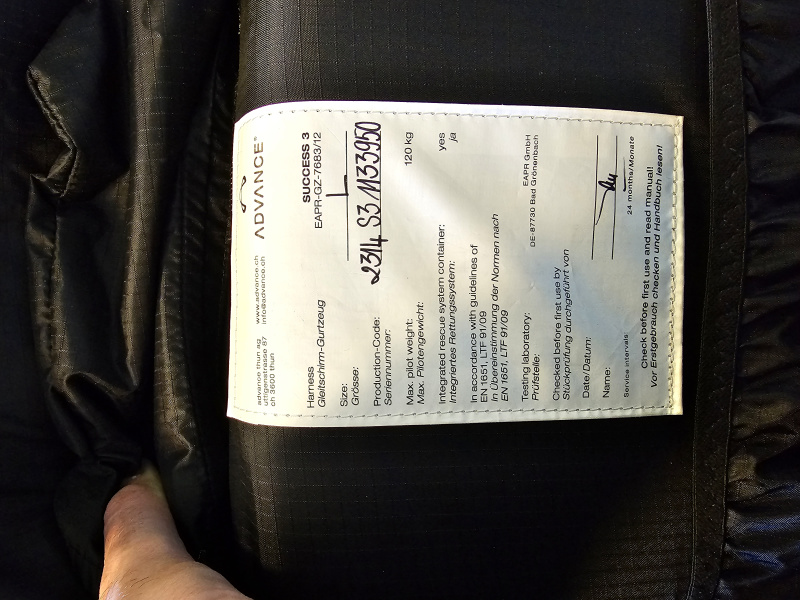 advance thun ag www.advance.ch
uttigenstrasse 87 info@advance.ch
ch 3600 thun
ADVANCE
Harness SUCCESS 3
Gleitschirm-Gurtzeug EAPR-GZ-7683/12
Size: L
Grösse:
Production-Code: 2314 S3 M133950
Seriennummer:
Max. pilot weight: 120 kg
Max. Pilotengewicht:
Integrated rescue system container: yes
Integriertes Rettungssystem: ja
In accordance with guidelines of
EN 1651, LTF 91/09
In Übereinstimmung der Normen nach
EN 1651, LTF 91/09
Testing laboratory: EAPR GmbH
Prüfstelle: DE-87730 Bad Grönenbach
Checked before first use by
Stückprüfung durchgeführt von
Date/Datum:
Name:
Service intervals: 24 months/Monate
Check before first use and read manual!
Vor Erstgebrauch checken und Handbuch lesen!